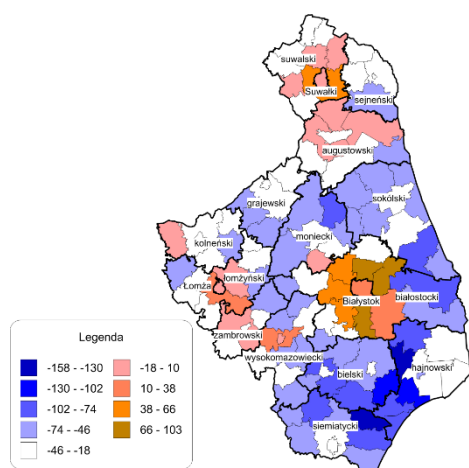 suwalski
Suwałki
sejneński
augustowski
grajewski
sokólski
kolneński
moniecki
łomżyński
Łomża
Białystok
białostocki
zambrowski
wysokomazowiecki
bielski
hajnowski
siemiatycki
Legenda
-158 - -130
-130 - -102
-102 - -74
-74 - -46
-46 - -18
-18 - 10
10 - 38
38 - 66
66 - 103